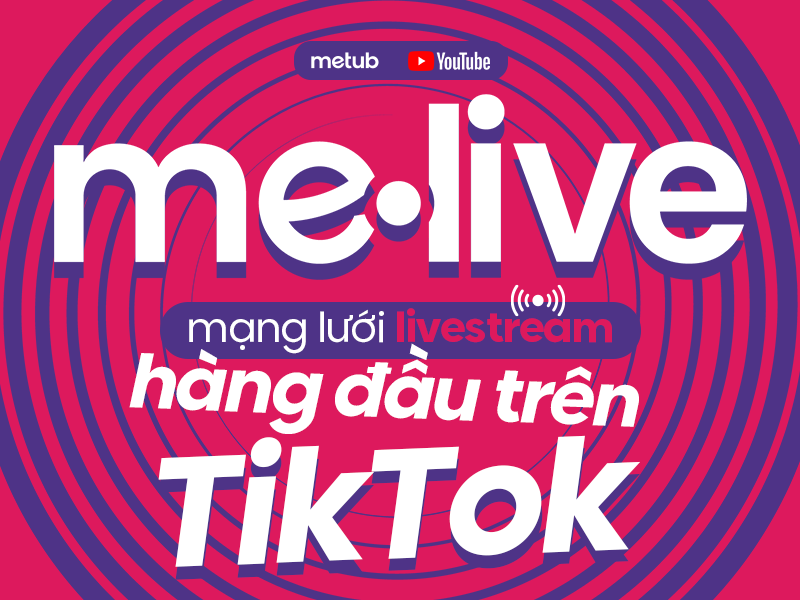 metub YouTube
me•live
mạng lưới livestream
hàng đầu trên
TikTok